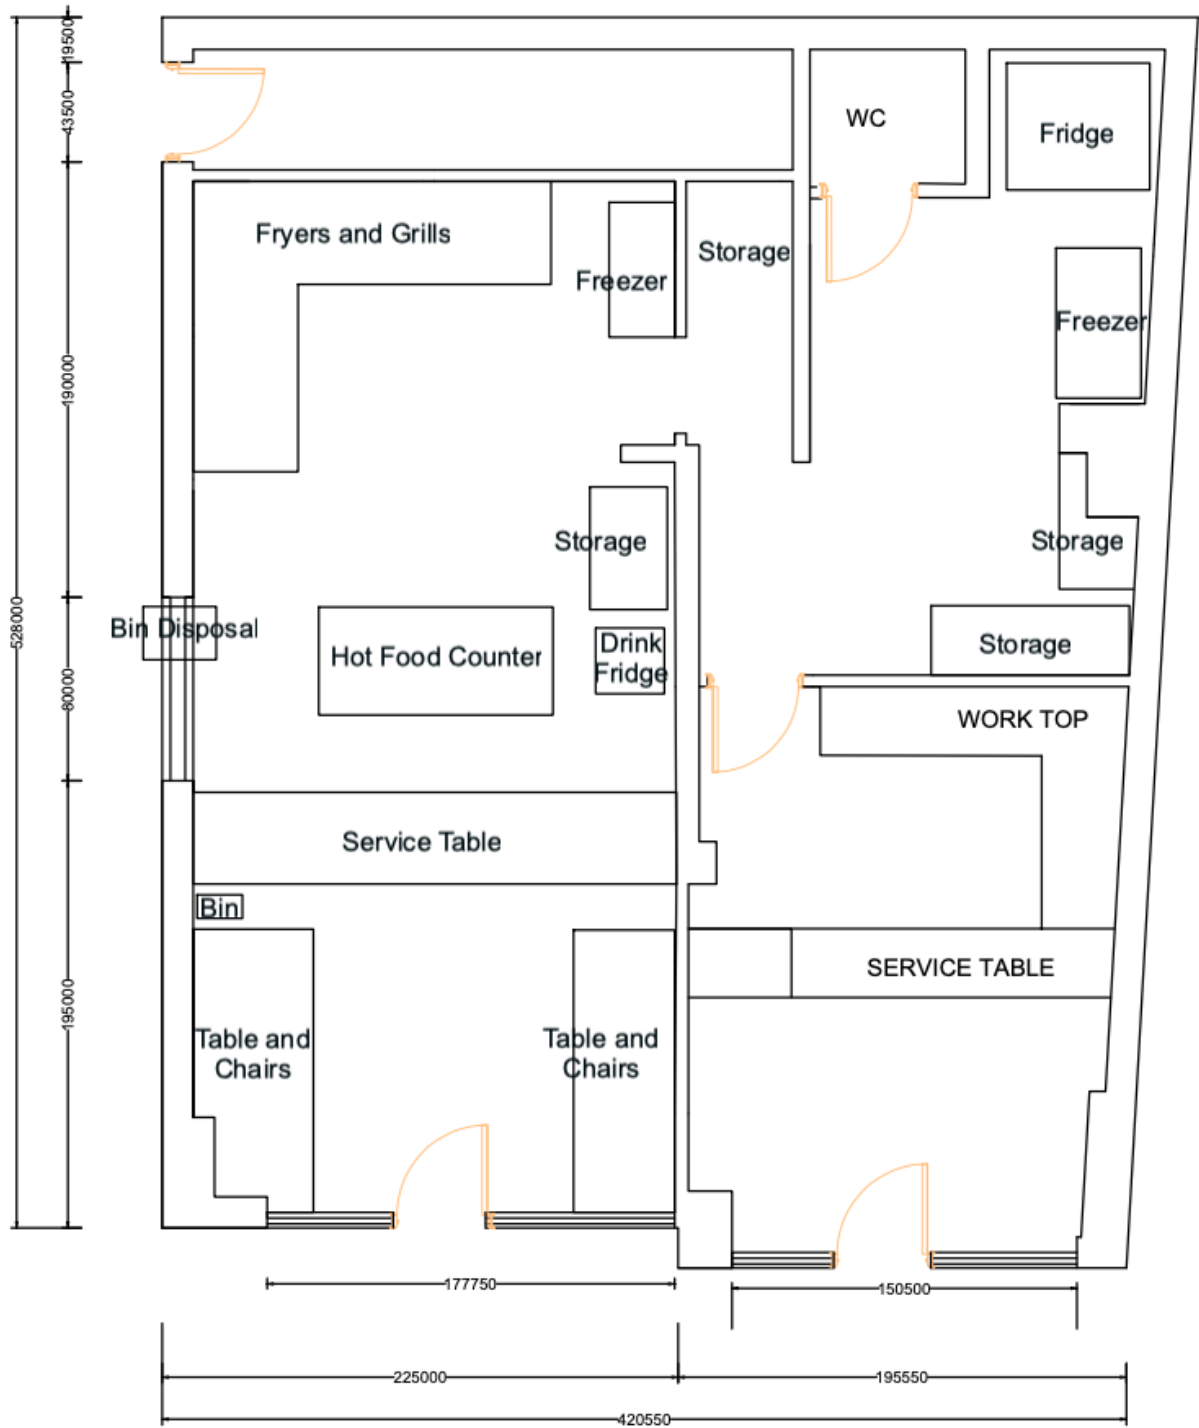 19500
43500
190000
528000
80000
195000
WC
Fridge
Fryers and Grills
Storage
Freezer
Freezer
Storage
Storage
Bin Disposal
Hot Food Counter
Drink
Fridge
Storage
WORK TOP
Service Table
Bin
SERVICE TABLE
Table and
Chairs
Table and
Chairs
177750
150500
225000
195550
420550